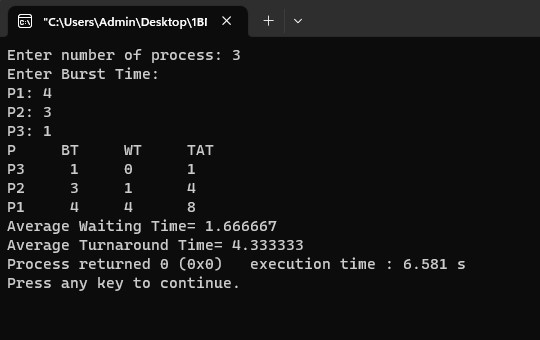 "C:\Users\Admin\Desktop\1BI
Enter number of process: 3
Enter Burst Time:
P1: 4
P2: 3
P3: 1
P     BT     WT     TAT
P3      1     0      1
P2      3     1      4
P1      4     4      8
Average Waiting Time= 1.666667
Average Turnaround Time= 4.333333
Process returned 0 (0x0)   execution time : 6.581 s
Press any key to continue.